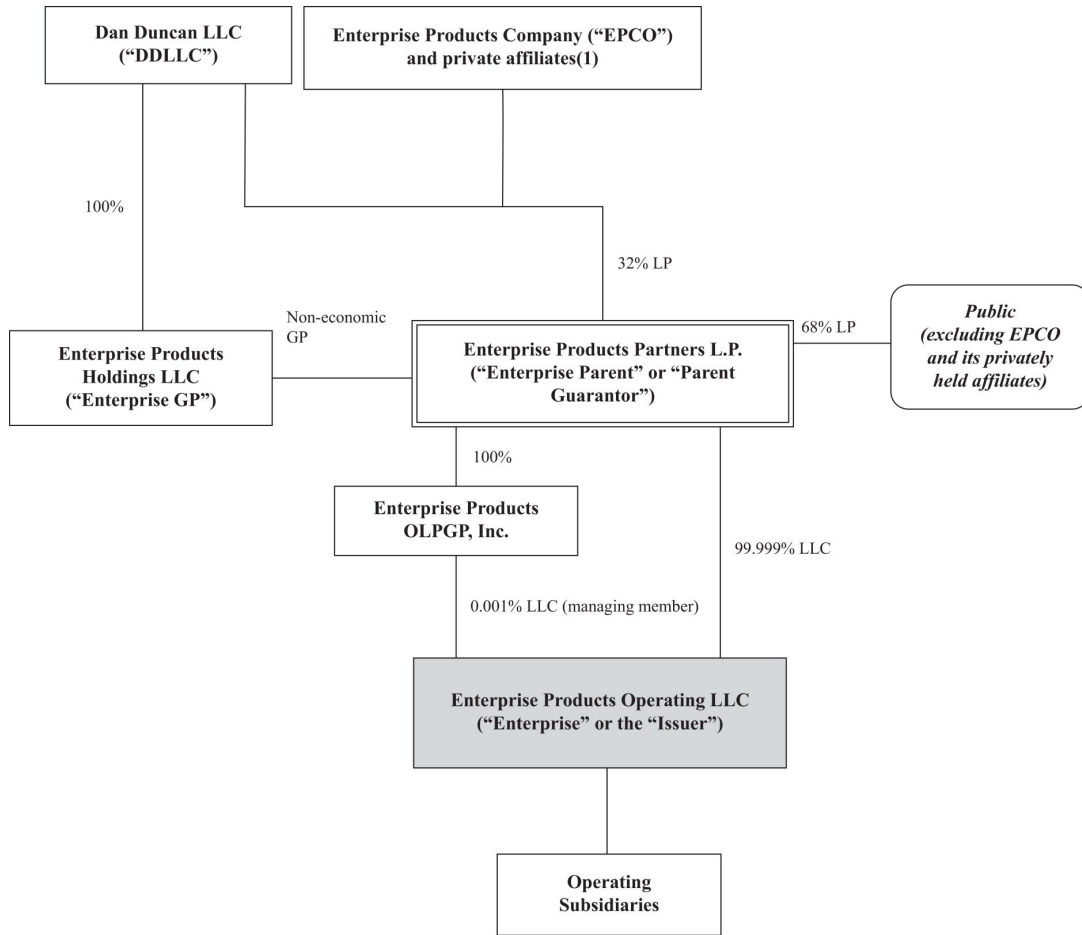 Dan Duncan LLC
(“DDLLC”)
Enterprise Products Company (“EPCO”)
and private affiliates(1)
100%
32% LP
Non-economic
GP
68% LP
Public
(excluding EPCO
and its privately
held affiliates)
Enterprise Products
Holdings LLC
(“Enterprise GP”)
Enterprise Products Partners L.P.
(“Enterprise Parent” or “Parent
Guarantor”)
100%
Enterprise Products
OLPGP, Inc.
99.999% LLC
0.001% LLC (managing member)
Enterprise Products Operating LLC
(“Enterprise” or the “Issuer”)
Operating
Subsidiaries